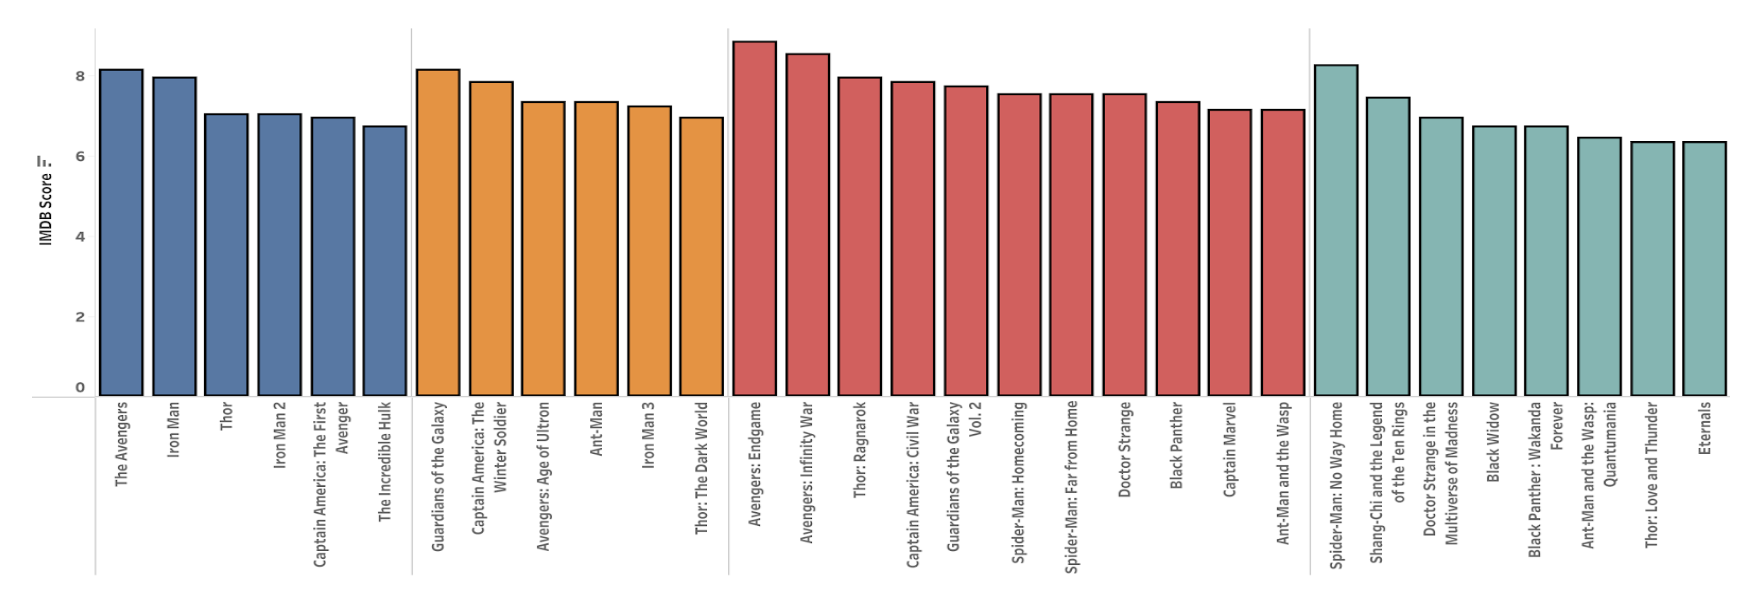 IMDB Score
8
6
4
2
0
The Avengers
Iron Man
Thor
Iron Man 2
Captain America: The First
Avenger
The Incredible Hulk
Guardians of the Galaxy
Captain America: The
Winter Soldier
Avengers: Age of Ultron
Ant-Man
Iron Man 3
Thor: The Dark World
Avengers: Endgame
Avengers: Infinity War
Thor: Ragnarok
Captain America: Civil War
Guardians of the Galaxy
Vol. 2
Spider-Man: Homecoming
Spider-Man: Far from Home
Doctor Strange
Black Panther
Captain Marvel
Ant-Man and the Wasp
Spider-Man: No Way Home
Shang-Chi and the Legend
of the Ten Rings
Doctor Strange in the
Multiverse of Madness
Black Widow
Black Panther : Wakanda
Forever
Ant-Man and the Wasp:
Quantumania
Thor: Love and Thunder
Eternals